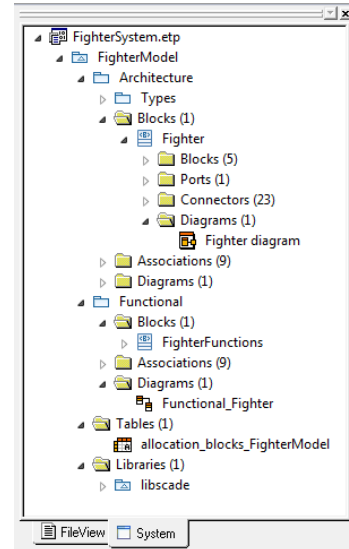 FighterSystem.etp
FighterModel
Architecture
Types
Blocks (1)
Fighter
Blocks (5)
Ports (1)
Connectors (23)
Diagrams (1)
Fighter diagram
Associations (9)
Diagrams (1)
Functional
Blocks (1)
FighterFunctions
Associations (9)
Diagrams (1)
Functional_Fighter
Tables (1)
allocation_blocks_FighterModel
Libraries (1)
libscade
FileView System